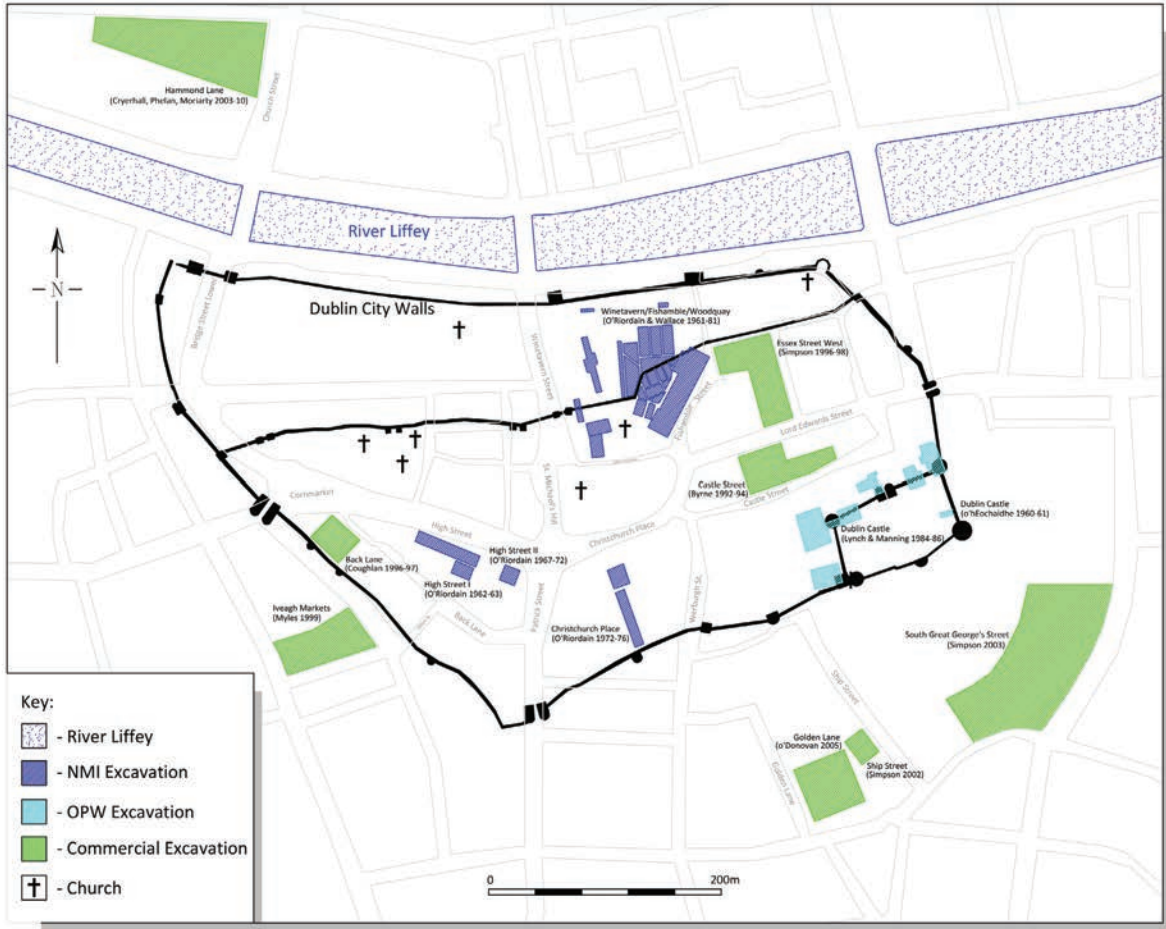 Hammond Lane
(Cryerhall, Phelan, Moriarty 2003-10)
Church Street
River Liffey
N
Bridge Street Lower
Dublin City Walls
Winetavern Street
Winetavern/Fishamble/Woodquay
(O'Riordain & Wallace 1961-81)
Essex Street West
(Simpson 1996-98)
Fishamble Street
Lord Edwards Street
Castle Street
(Byrne 1992-94)
Castle Street
Cornmarket
St. Michael's Hill
High Street
Christchurch Place
Dublin Castle
(o'hEochaidhe 1960-61)
Dublin Castle
(Lynch & Manning 1984-86)
High Street II
(O'Riordain 1967-72)
Back Lane
(Coughlan 1996-97)
High Street I
(O'Riordain 1962-63)
Iveagh Markets
(Myles 1999)
Back Lane
Patrick Street
Christchurch Place
(O'Riordain 1972-76)
Werburgh St.
South Great George's Street
(Simpson 2003)
Ship Street
Golden Lane
(o'Donovan 2005)
Ship Street
(Simpson 2002)
Golden Lane
Key:
- River Liffey
- NMI Excavation
- OPW Excavation
- Commercial Excavation
- Church
0 200m